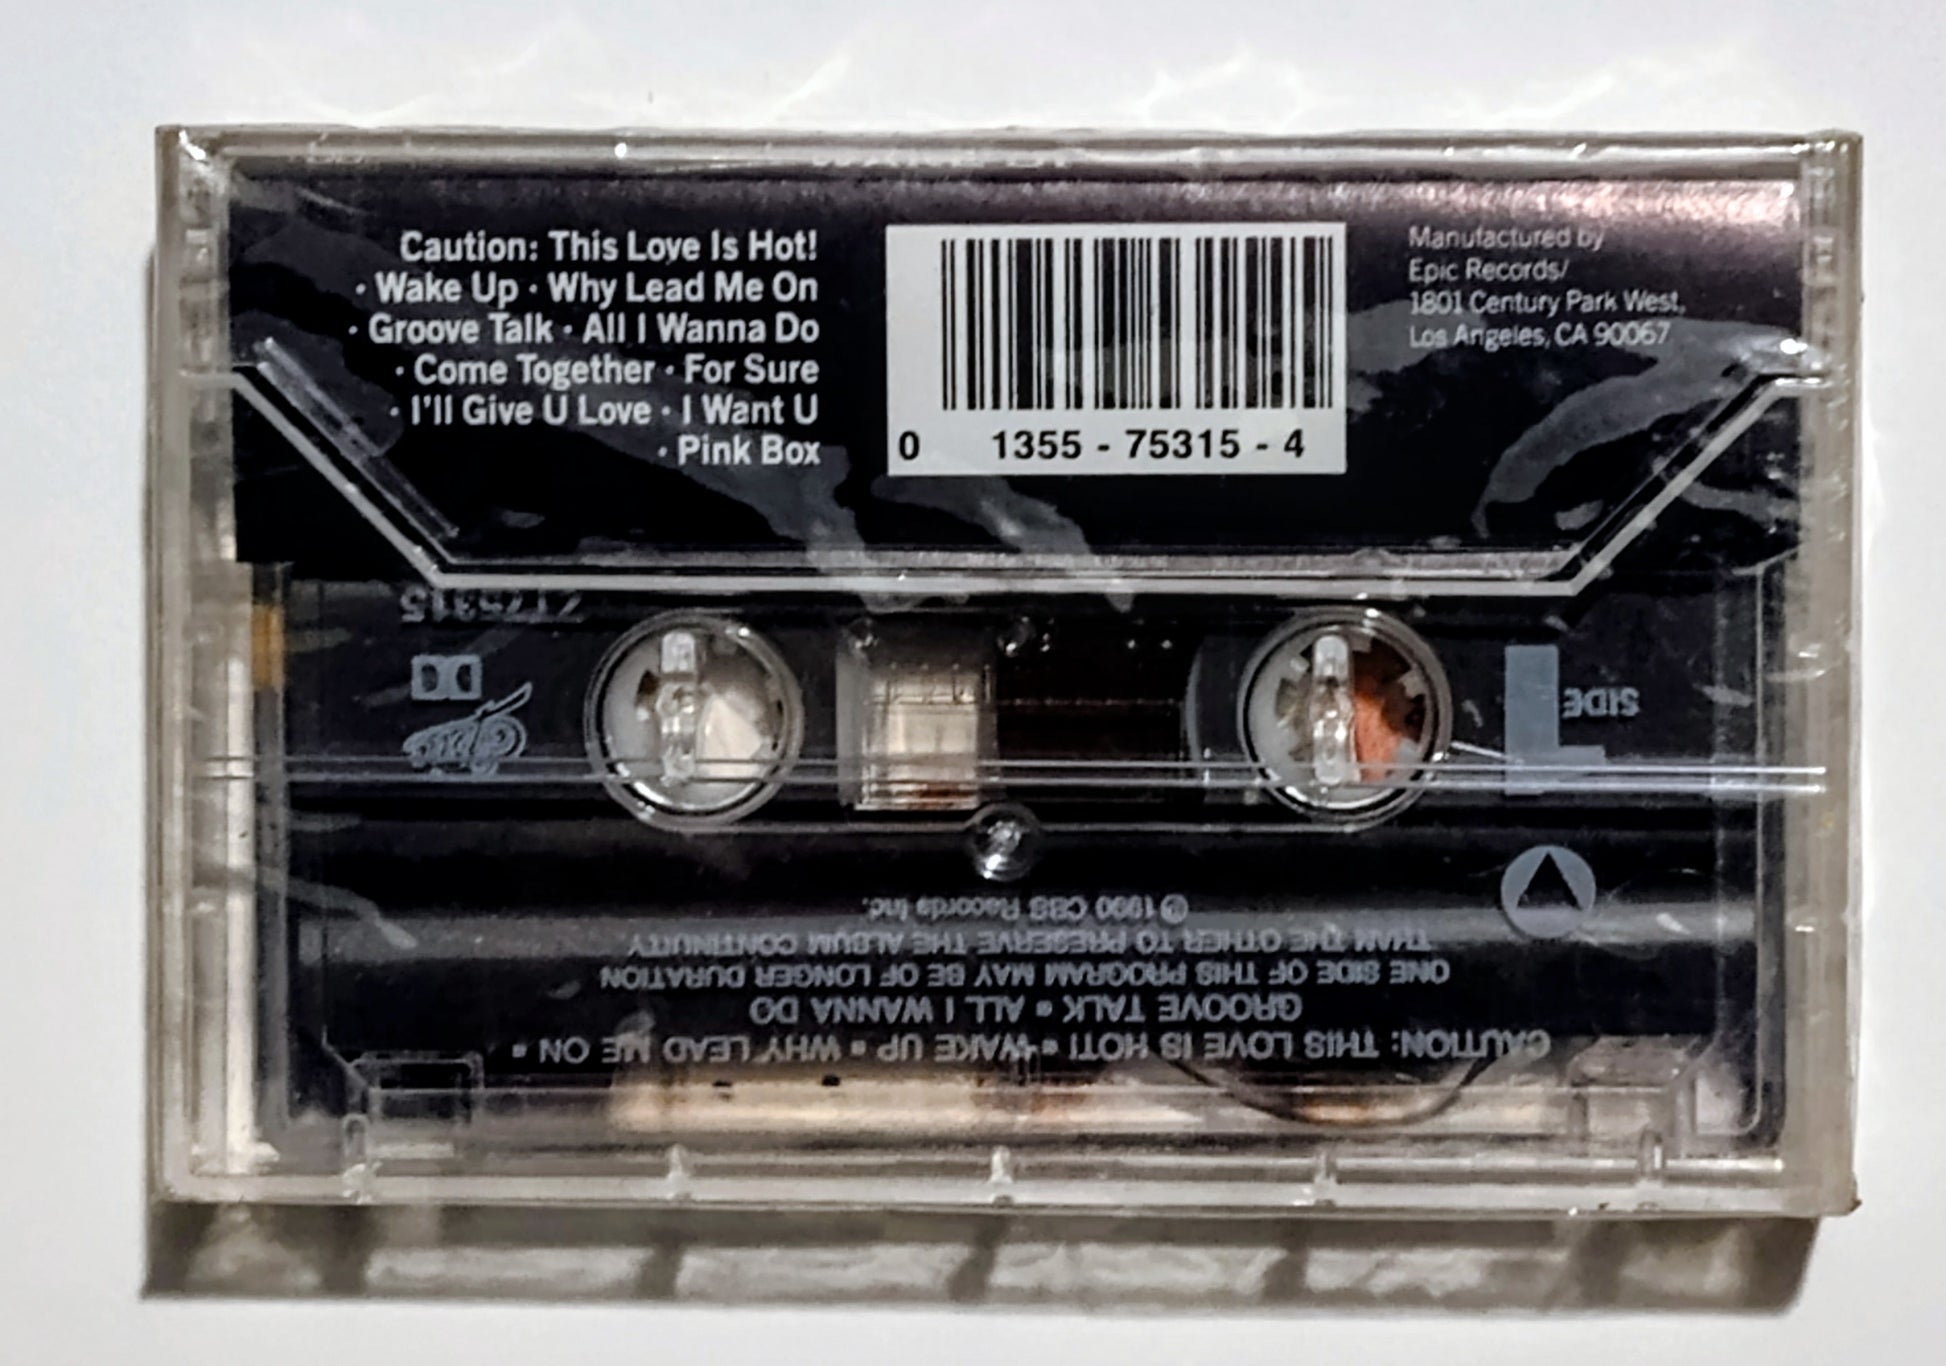 Caution: This Love Is Hot!
· Wake Up · Why Lead Me On
· Groove Talk · All I Wanna Do
· Come Together · For Sure
· I'll Give U Love · I Want U
· Pink Box
0 1355 - 75315 - 4
Manufactured by
Epic Records/
1801 Century Park West,
Los Angeles, CA 90067
CAUTION: THIS LOVE IS HOT! ▪ WAKE UP ▪ WHY LEAD ME ON ▪
GROOVE TALK ▪ ALL I WANNA DO
ONE SIDE OF THIS PROGRAM MAY BE OF LONGER DURATION
THAN THE OTHER TO PRESERVE THE ALBUM CONTINUITY
℗ 1990 CBS Records Inc.
SIDE 1